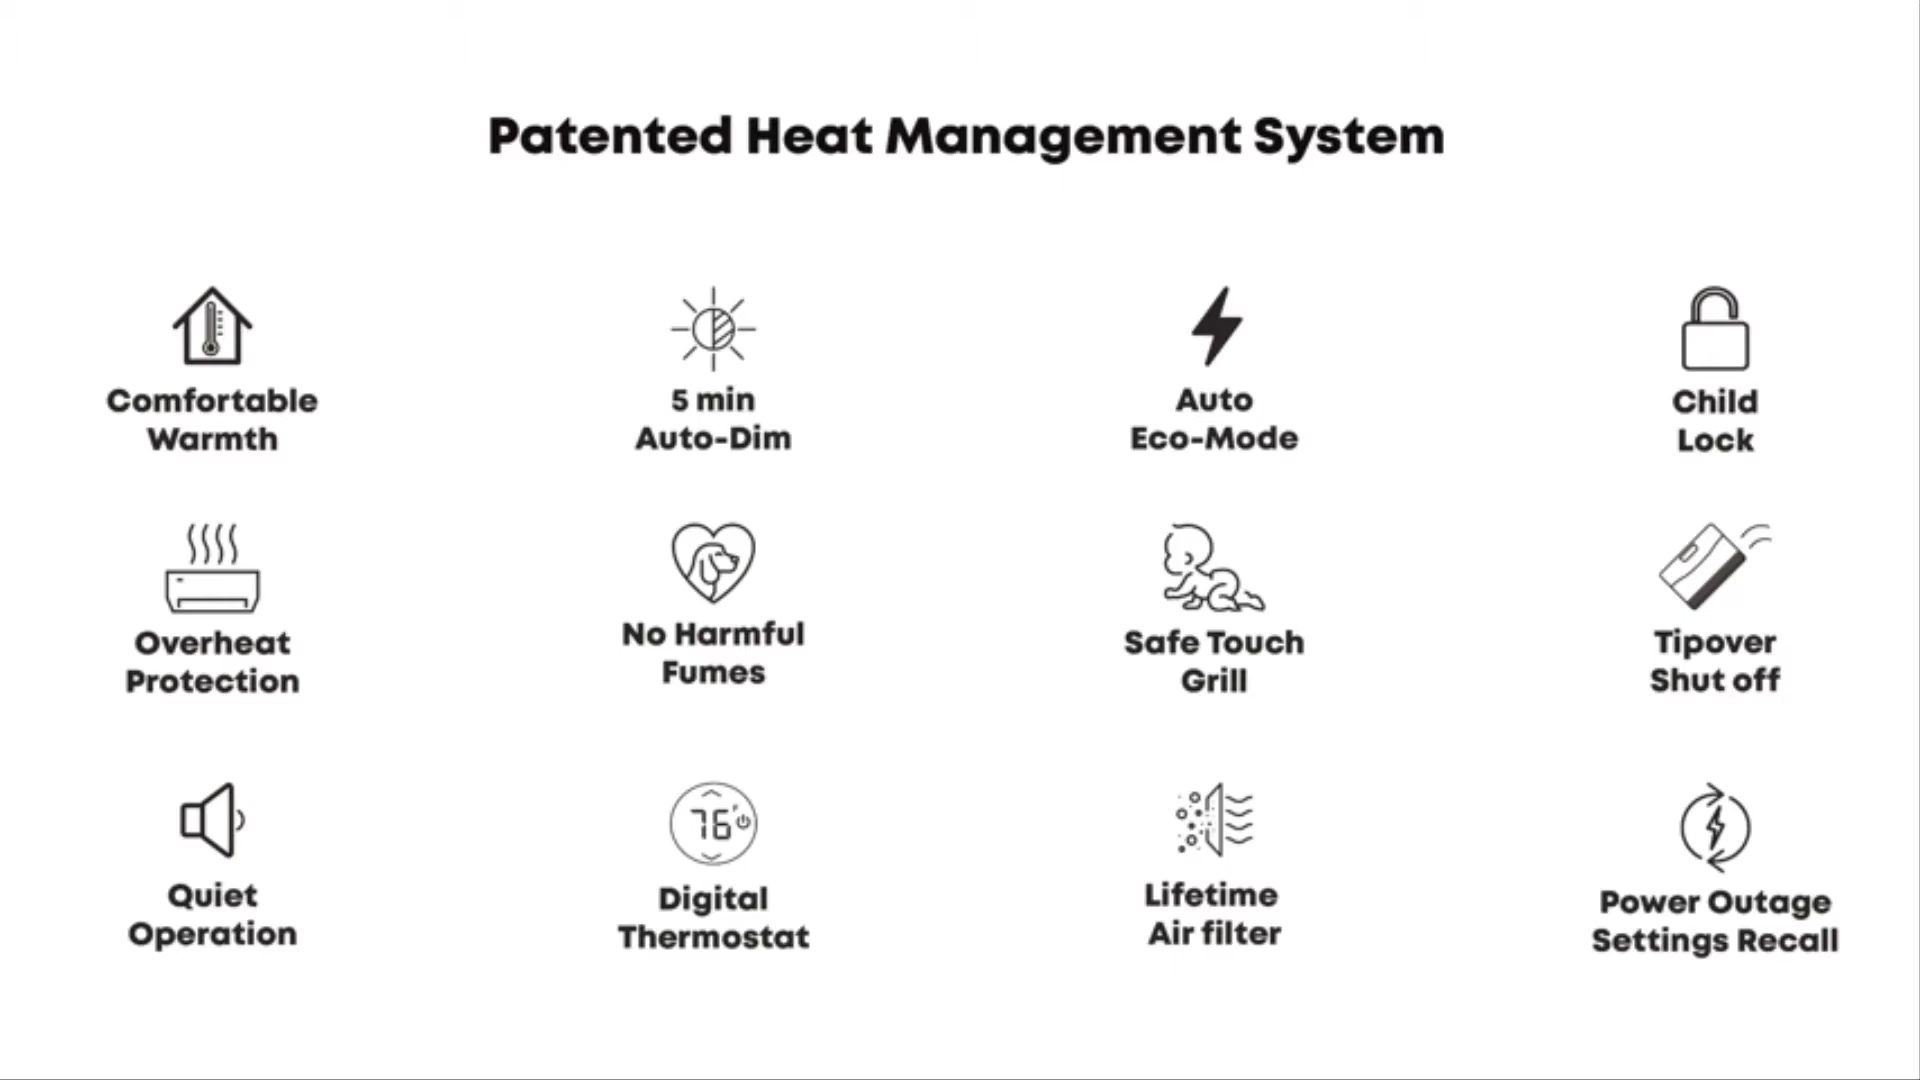 Patented Heat Management System
Comfortable
Warmth
5 min
Auto-Dim
Auto
Eco-Mode
Child
Lock
Overheat
Protection
No Harmful
Fumes
Safe Touch
Grill
Tipover
Shut off
Quiet
Operation
76°F
Digital
Thermostat
Lifetime
Air filter
Power Outage
Settings Recall